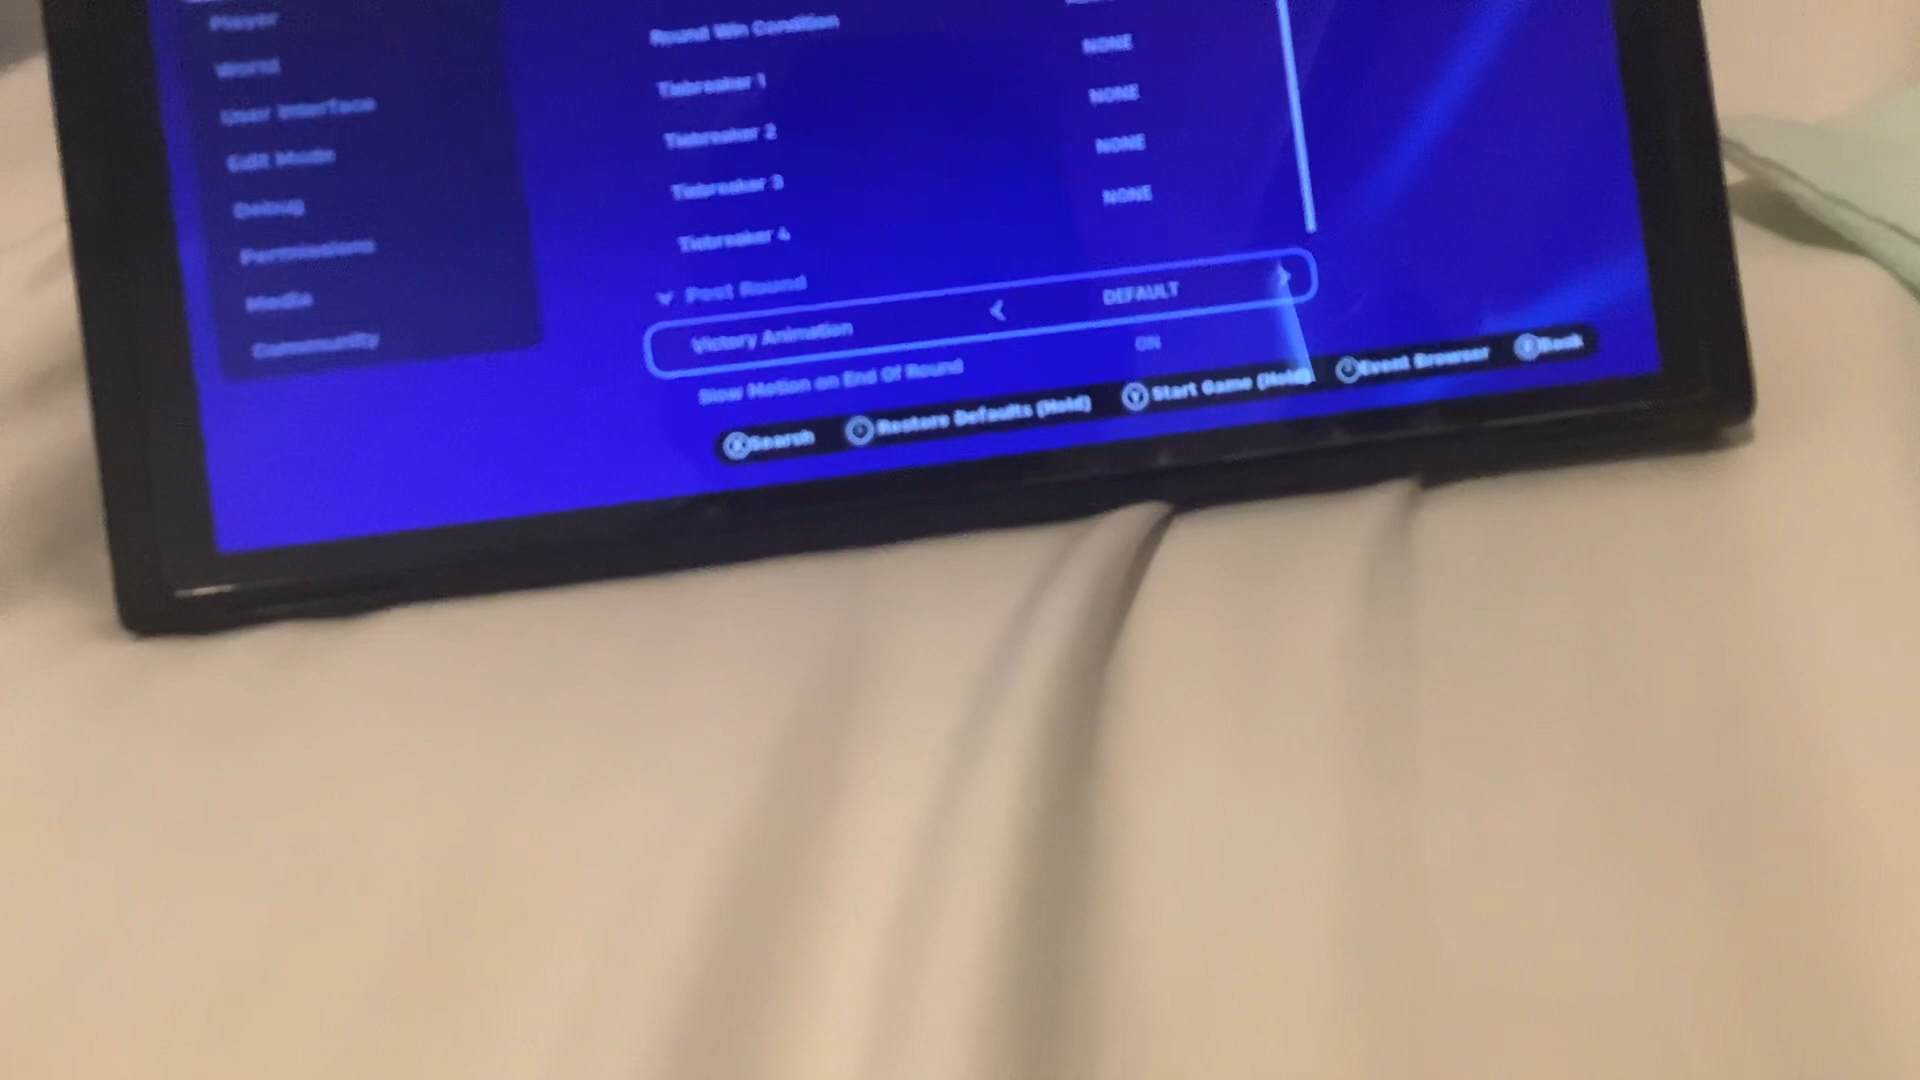 Player
World
User Interface
Edit Mode
Debug
Permissions
Media
Community
Round Win Condition
Tiebreaker 1 NONE
Tiebreaker 2 NONE
Tiebreaker 3 NONE
Tiebreaker 4 NONE
Post Round
Victory Animation DEFAULT
Slow Motion on End Of Round ON
Search Restore Defaults (Hold) Y Start Game (Hold) Event Browser Back